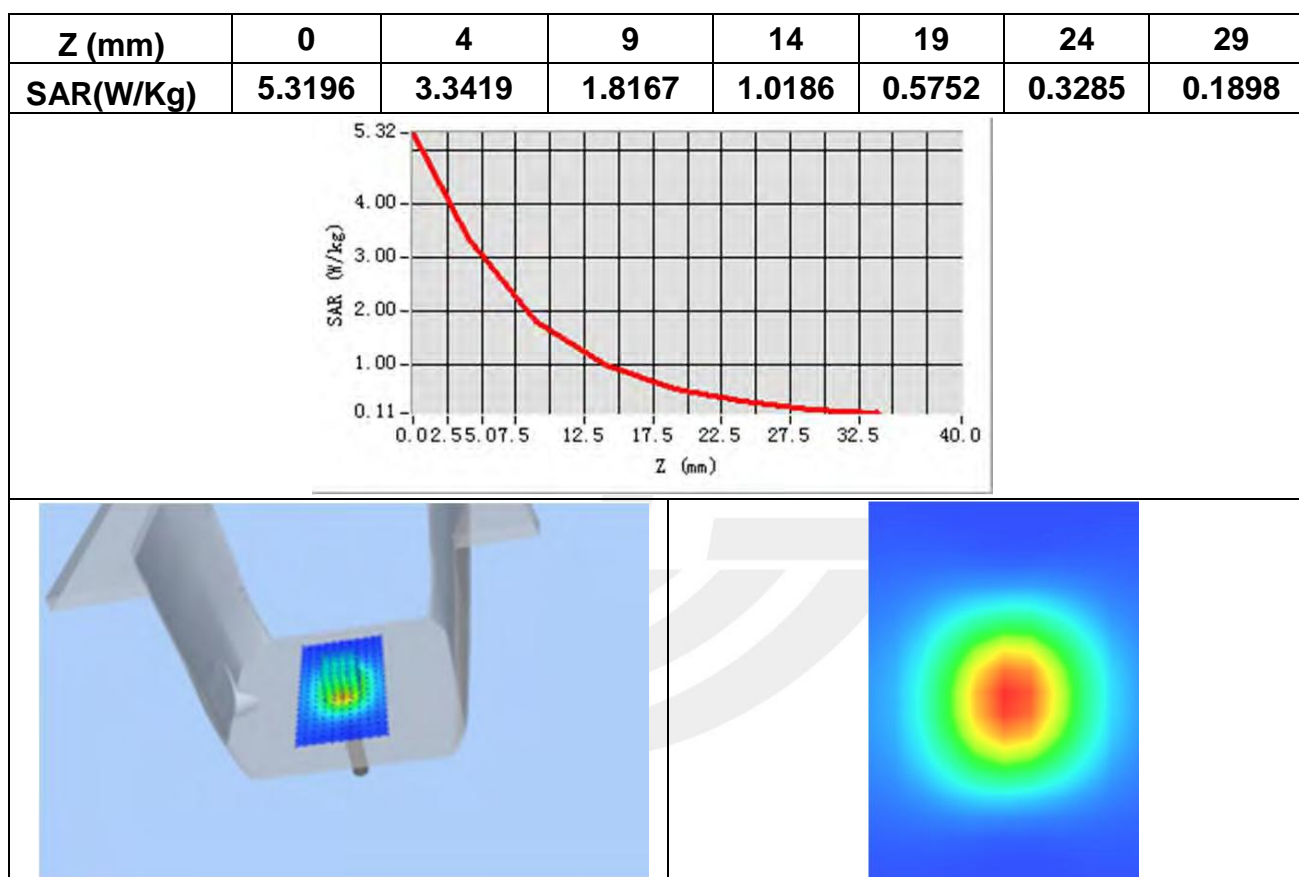 Z (mm) 0 4 9 14 19 24 29
SAR(W/Kg) 5.3196 3.3419 1.8167 1.0186 0.5752 0.3285 0.1898
5.32
4.00
3.00
2.00
1.00
0.11
SAR (W/kg)
0.0 2.5 5.0 7.5 12.5 17.5 22.5 27.5 32.5 40.0
Z (mm)